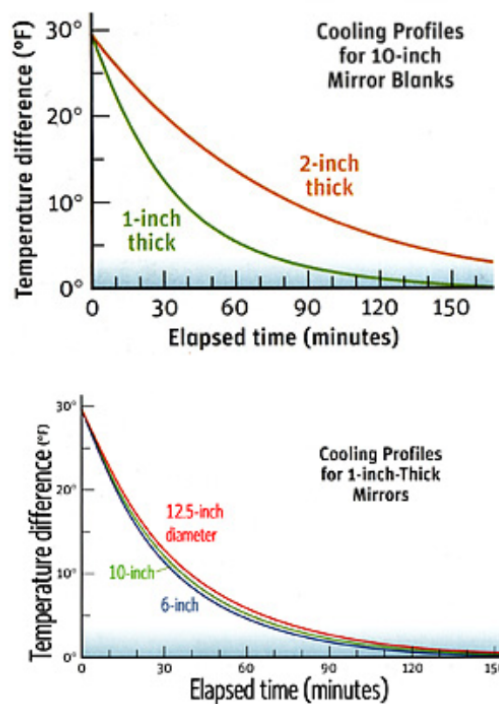 Temperature difference (°F)
30°
20°
10°
0°
Cooling Profiles
for 10-inch
Mirror Blanks
2-inch
thick
1-inch
thick
0 30 60 90 120 150
Elapsed time (minutes)
Temperature difference (°F)
30°
20°
10°
0°
Cooling Profiles
for 1-inch-Thick
Mirrors
12.5-inch
diameter
10-inch
6-inch
0 30 60 90 120 150
Elapsed time (minutes)